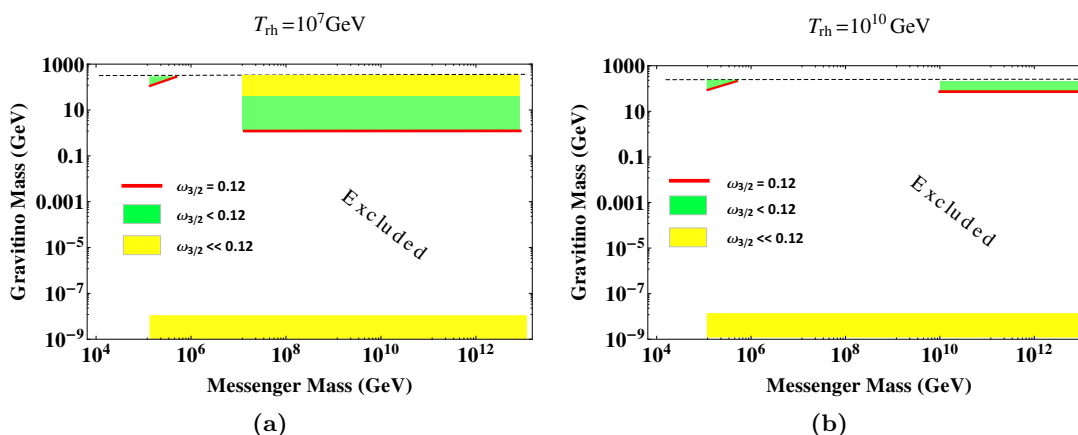 T_rh = 10^7 GeV
Gravitino Mass (GeV)
1000
10
0.1
0.001
10^-5
10^-7
10^-9
ω_3/2 = 0.12
ω_3/2 < 0.12
ω_3/2 << 0.12
Excluded
10^4 10^6 10^8 10^10 10^12
Messenger Mass (GeV)
(a)
T_rh = 10^10 GeV
Gravitino Mass (GeV)
1000
10
0.1
0.001
10^-5
10^-7
10^-9
ω_3/2 = 0.12
ω_3/2 < 0.12
ω_3/2 << 0.12
Excluded
10^4 10^6 10^8 10^10 10^12
Messenger Mass (GeV)
(b)